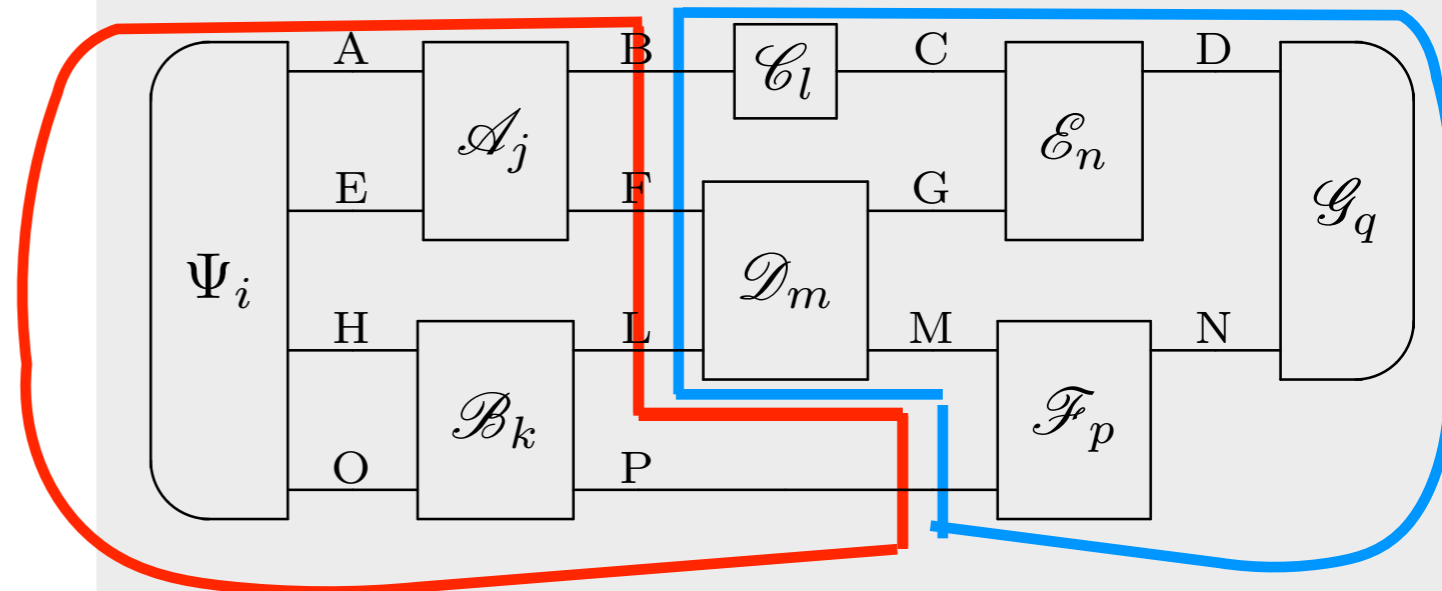 A B C D
𝒞l
𝒜j ℰn
E F G
𝒢q
Ψi 𝒟m
H L M N
ℬk ℱp
O P